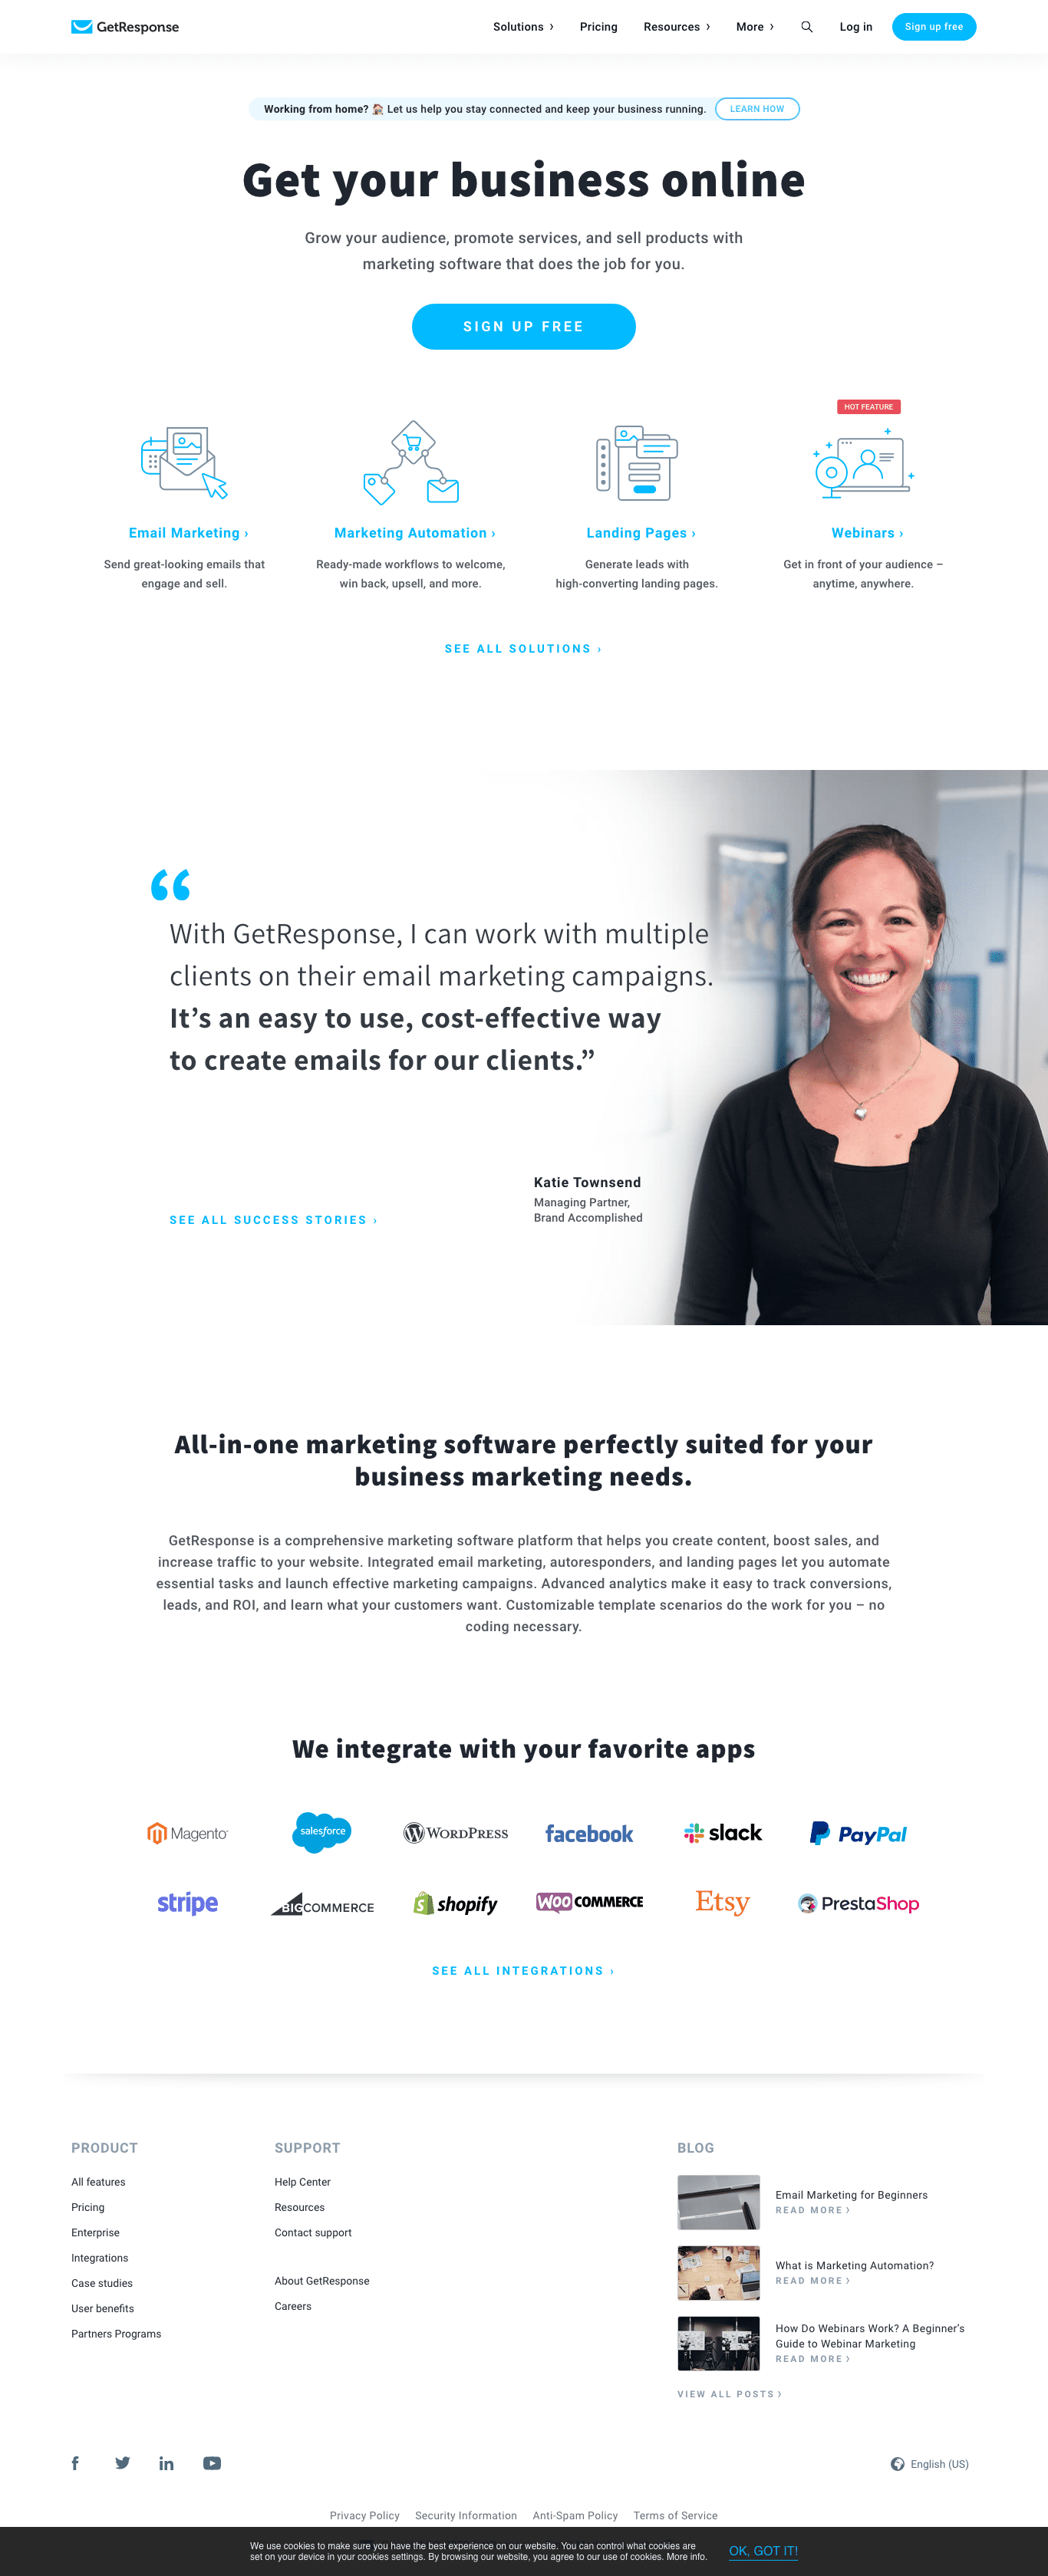 GetResponse
Solutions ›
Pricing
Resources ›
More ›
Log in
Sign up free
Working from home? 🏠 Let us help you stay connected and keep your business running.
LEARN HOW
Get your business online
Grow your audience, promote services, and sell products with
marketing software that does the job for you.
SIGN UP FREE
Email Marketing ›
Send great-looking emails that
engage and sell.
Marketing Automation ›
Ready-made workflows to welcome,
win back, upsell, and more.
Landing Pages ›
Generate leads with
high-converting landing pages.
HOT FEATURE
Webinars ›
Get in front of your audience –
anytime, anywhere.
SEE ALL SOLUTIONS ›
“
With GetResponse, I can work with multiple
clients on their email marketing campaigns.
It’s an easy to use, cost-effective way
to create emails for our clients.”
Katie Townsend
Managing Partner,
Brand Accomplished
SEE ALL SUCCESS STORIES ›
All-in-one marketing software perfectly suited for your
business marketing needs.
GetResponse is a comprehensive marketing software platform that helps you create content, boost sales, and
increase traffic to your website. Integrated email marketing, autoresponders, and landing pages let you automate
essential tasks and launch effective marketing campaigns. Advanced analytics make it easy to track conversions,
leads, and ROI, and learn what your customers want. Customizable template scenarios do the work for you – no
coding necessary.
We integrate with your favorite apps
Magento
salesforce
WORDPRESS
facebook
slack
PayPal
stripe
BIGCOMMERCE
shopify
WOOCOMMERCE
Etsy
PrestaShop
SEE ALL INTEGRATIONS ›
PRODUCT
All features
Pricing
Enterprise
Integrations
Case studies
User benefits
Partners Programs
SUPPORT
Help Center
Resources
Contact support
About GetResponse
Careers
BLOG
Email Marketing for Beginners
READ MORE ›
What is Marketing Automation?
READ MORE ›
How Do Webinars Work? A Beginner’s
Guide to Webinar Marketing
READ MORE ›
VIEW ALL POSTS ›
English (US)
Privacy Policy
Security Information
Anti-Spam Policy
Terms of Service
We use cookies to make sure you have the best experience on our website. You can control what cookies are
set on your device in your cookies settings. By browsing our website, you agree to our use of cookies. More info.
OK, GOT IT!